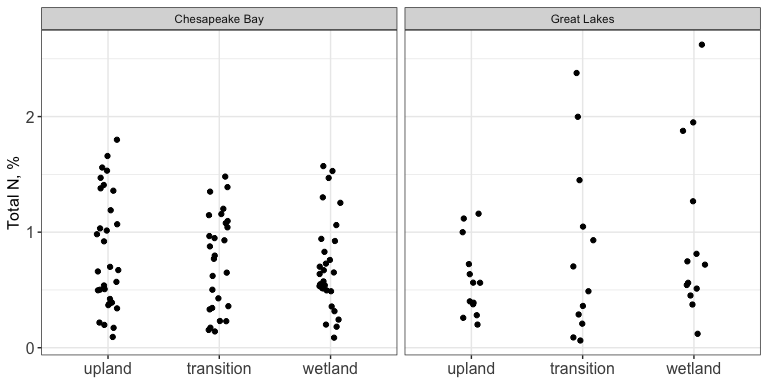 Chesapeake Bay
Great Lakes
Total N, %
2
1
0
upland
transition
wetland
upland
transition
wetland